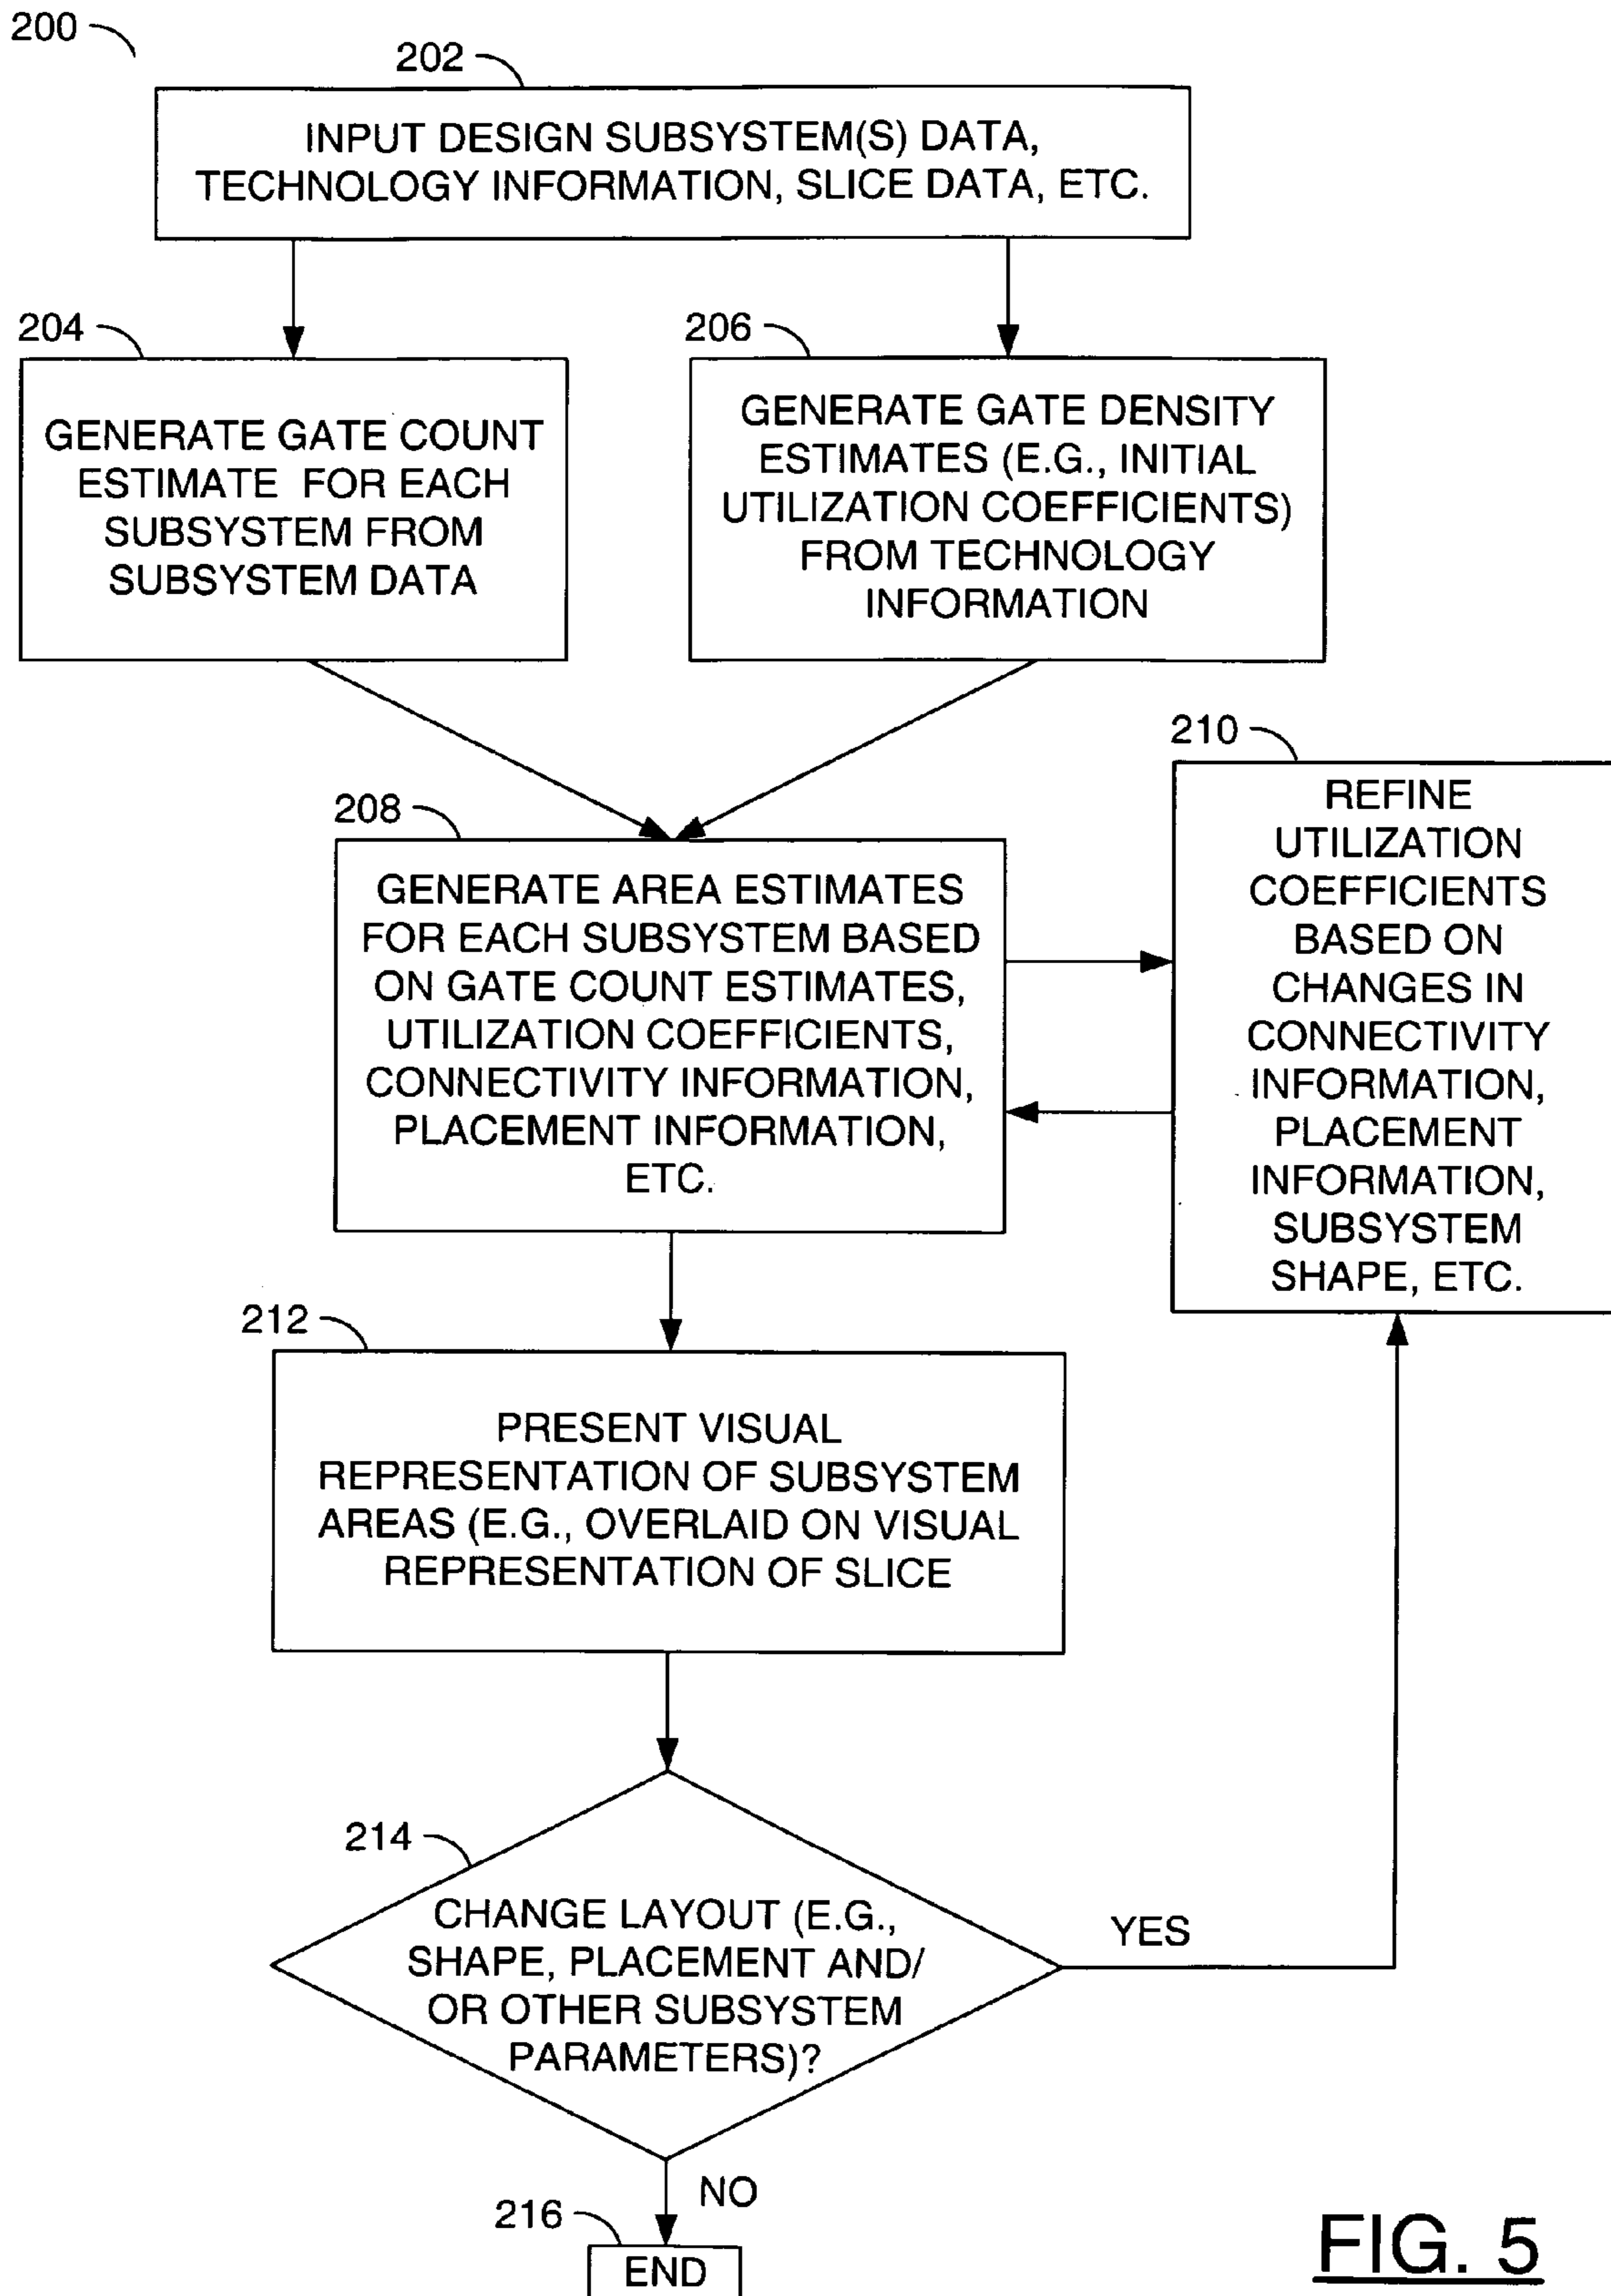 200
202
INPUT DESIGN SUBSYSTEM(S) DATA,
TECHNOLOGY INFORMATION, SLICE DATA, ETC.
204
GENERATE GATE COUNT
ESTIMATE FOR EACH
SUBSYSTEM FROM
SUBSYSTEM DATA
206
GENERATE GATE DENSITY
ESTIMATES (E.G., INITIAL
UTILIZATION COEFFICIENTS)
FROM TECHNOLOGY
INFORMATION
208
GENERATE AREA ESTIMATES
FOR EACH SUBSYSTEM BASED
ON GATE COUNT ESTIMATES,
UTILIZATION COEFFICIENTS,
CONNECTIVITY INFORMATION,
PLACEMENT INFORMATION,
ETC.
210
REFINE
UTILIZATION
COEFFICIENTS
BASED ON
CHANGES IN
CONNECTIVITY
INFORMATION,
PLACEMENT
INFORMATION,
SUBSYSTEM
SHAPE, ETC.
212
PRESENT VISUAL
REPRESENTATION OF SUBSYSTEM
AREAS (E.G., OVERLAID ON VISUAL
REPRESENTATION OF SLICE
214
CHANGE LAYOUT (E.G.,
SHAPE, PLACEMENT AND/
OR OTHER SUBSYSTEM
PARAMETERS)?
YES
NO
216
END
FIG. 5